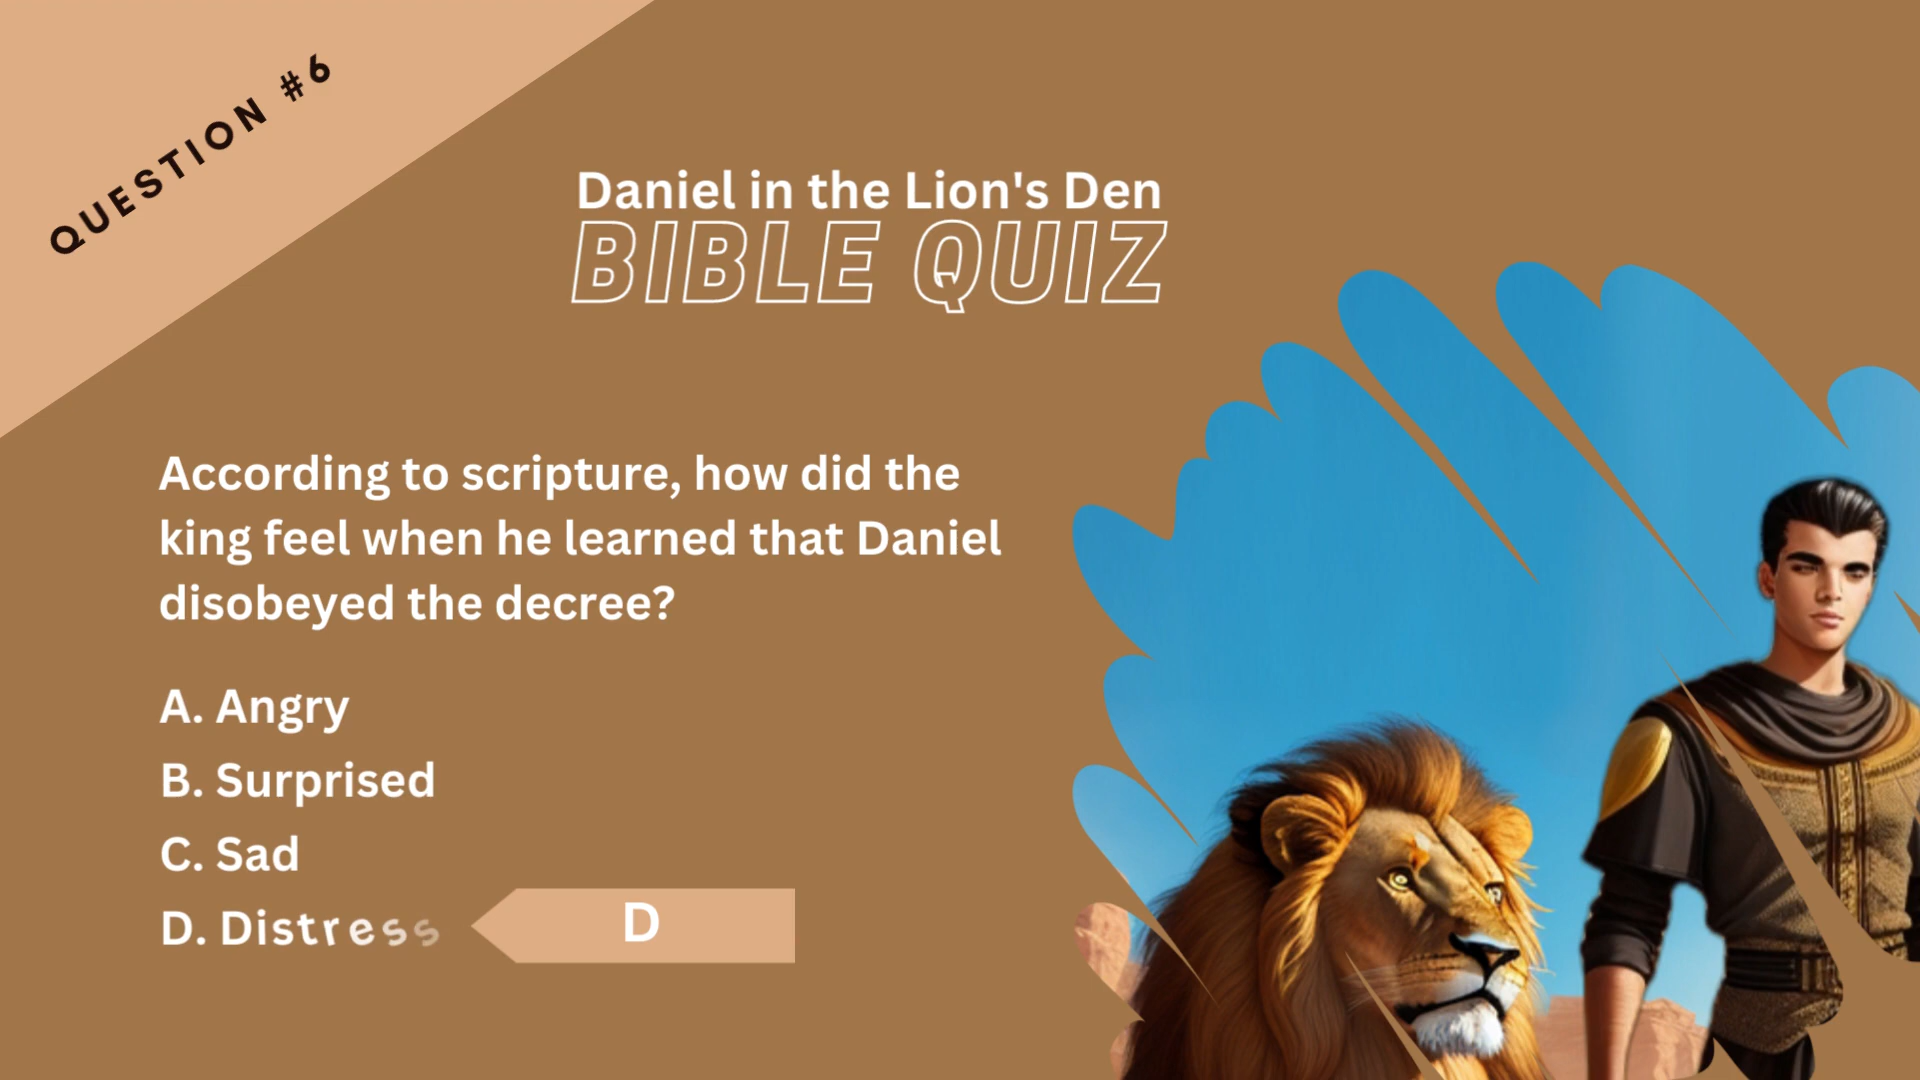 QUESTION #6
Daniel in the Lion's Den
BIBLE QUIZ
According to scripture, how did the
king feel when he learned that Daniel
disobeyed the decree?
A. Angry
B. Surprised
C. Sad
D. Distress
D